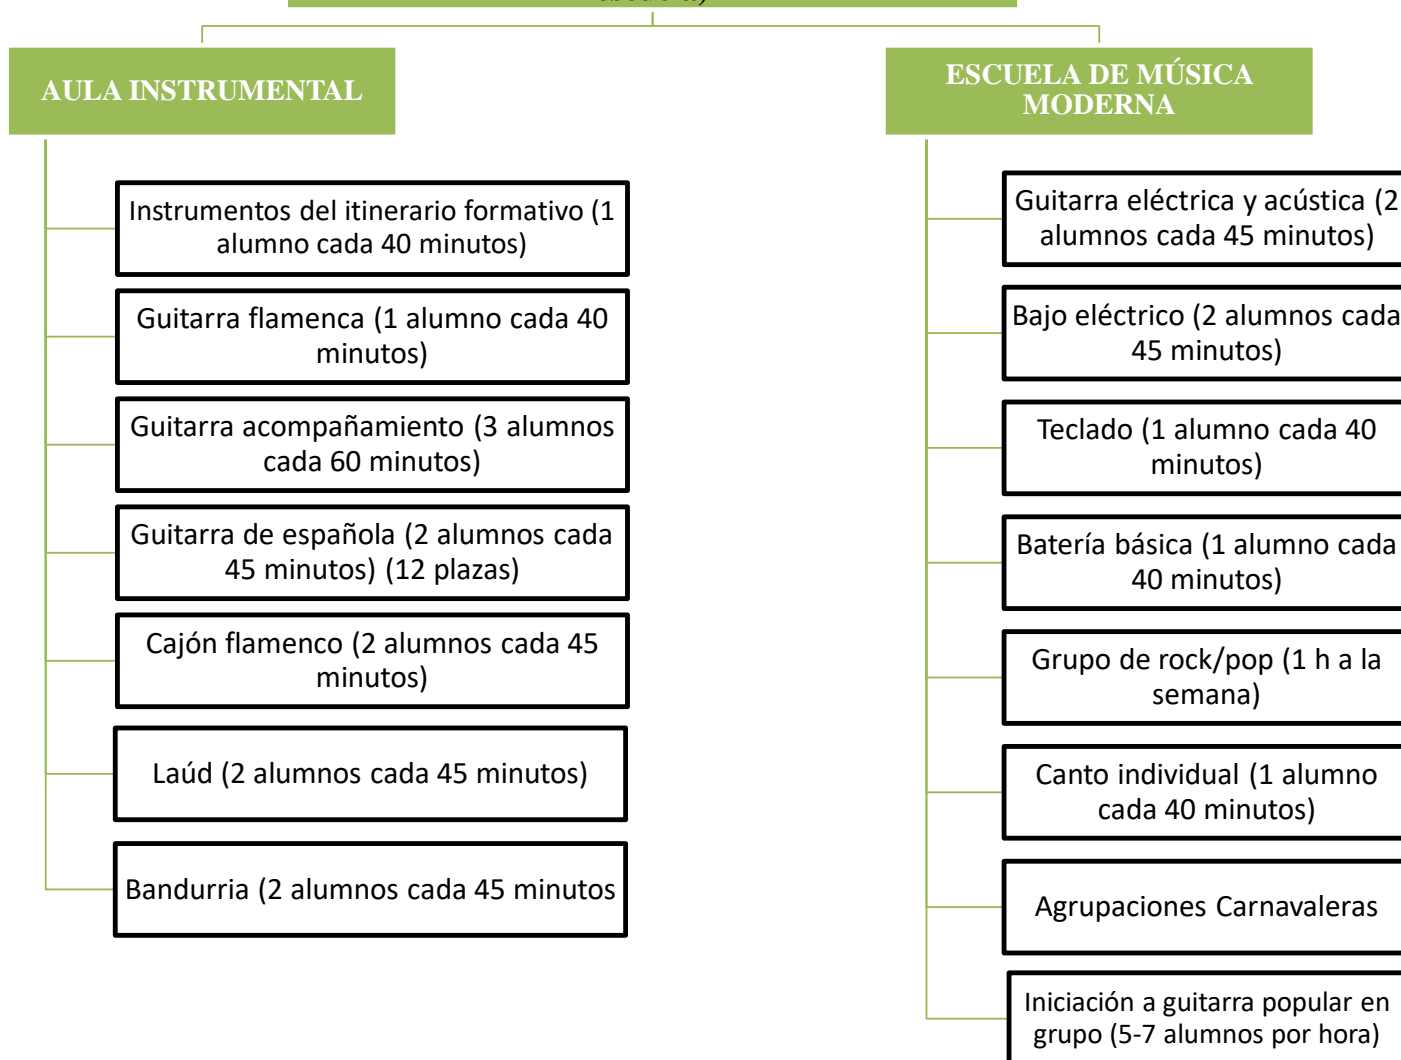 AULA INSTRUMENTAL
Instrumentos del itinerario formativo (1
alumno cada 40 minutos)
Guitarra flamenca (1 alumno cada 40
minutos)
Guitarra acompañamiento (3 alumnos
cada 60 minutos)
Guitarra de española (2 alumnos cada
45 minutos) (12 plazas)
Cajón flamenco (2 alumnos cada 45
minutos)
Laúd (2 alumnos cada 45 minutos)
Bandurria (2 alumnos cada 45 minutos
ESCUELA DE MÚSICA
MODERNA
Guitarra eléctrica y acústica (2
alumnos cada 45 minutos)
Bajo eléctrico (2 alumnos cada
45 minutos)
Teclado (1 alumno cada 40
minutos)
Batería básica (1 alumno cada
40 minutos)
Grupo de rock/pop (1 h a la
semana)
Canto individual (1 alumno
cada 40 minutos)
Agrupaciones Carnavaleras
Iniciación a guitarra popular en
grupo (5-7 alumnos por hora)